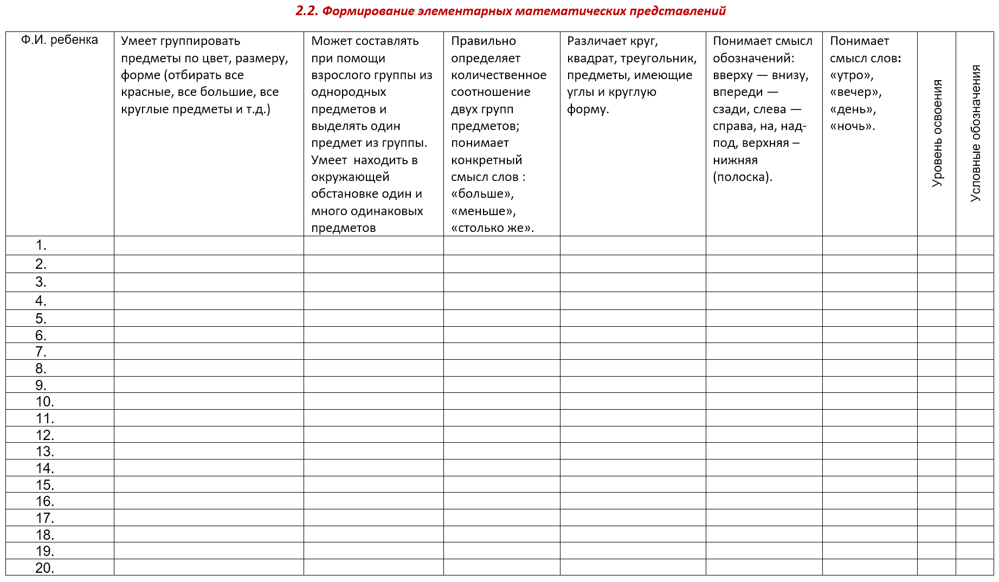 2.2. Формирование элементарных математических представлений
Ф.И. ребенка
Умеет группировать
предметы по цвет, размеру,
форме (отбирать все
красные, все большие, все
круглые предметы и т.д.)
Может составлять
при помощи
взрослого группы из
однородных
предметов и
выделять один
предмет из группы.
Умеет  находить в
окружающей
обстановке один и
много одинаковых
предметов
Правильно
определяет
количественное
соотношение
двух групп
предметов;
понимает
конкретный
смысл слов :
«больше»,
«меньше»,
«столько же».
Различает круг,
квадрат, треугольник,
предметы, имеющие
углы и круглую
форму.
Понимает смысл
обозначений:
вверху — внизу,
впереди —
сзади, слева —
справа, на, над-
под, верхняя –
нижняя
(полоска).
Понимает
смысл слов:
«утро»,
«вечер»,
«день»,
«ночь».
Уровень освоения
Условные обозначения
1.
2.
3.
4.
5.
6.
7.
8.
9.
10.
11.
12.
13.
14.
15.
16.
17.
18.
19.
20.